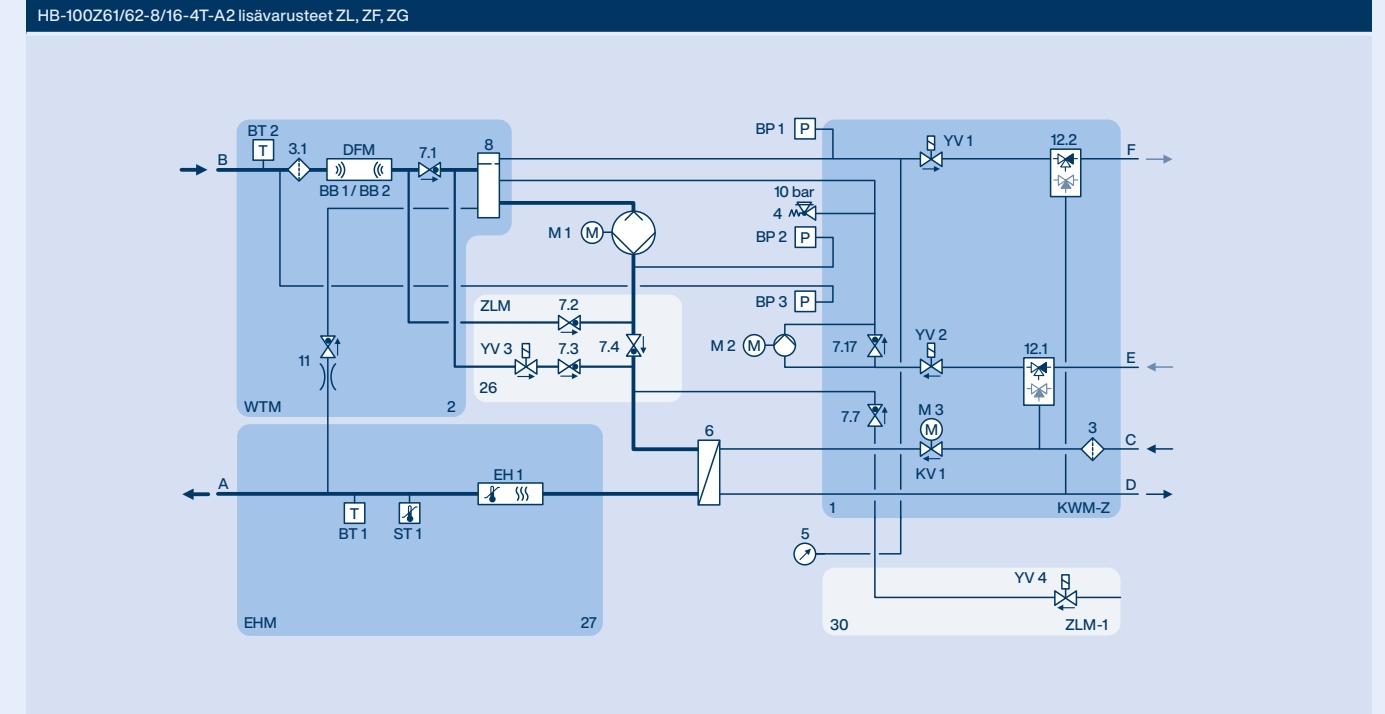 HB-100Z61/62-8/16-4T-A2 lisävarusteet ZL, ZF, ZG
BP 1 P
BT 2
T
B
3.1
DFM
BB 1 / BB 2
7.1
8
YV 1
12.2
F
10 bar
4
M 1 M
BP 2 P
BP 3 P
ZLM
7.2
YV 3
7.3
7.4
26
M 2 M
7.17
YV 2
12.1
E
11
WTM
2
7.7
M 3
M
KV 1
3
C
6
A
EH 1
T
BT 1
ST 1
D
1
KWM-Z
5
YV 4
EHM
27
30
ZLM-1